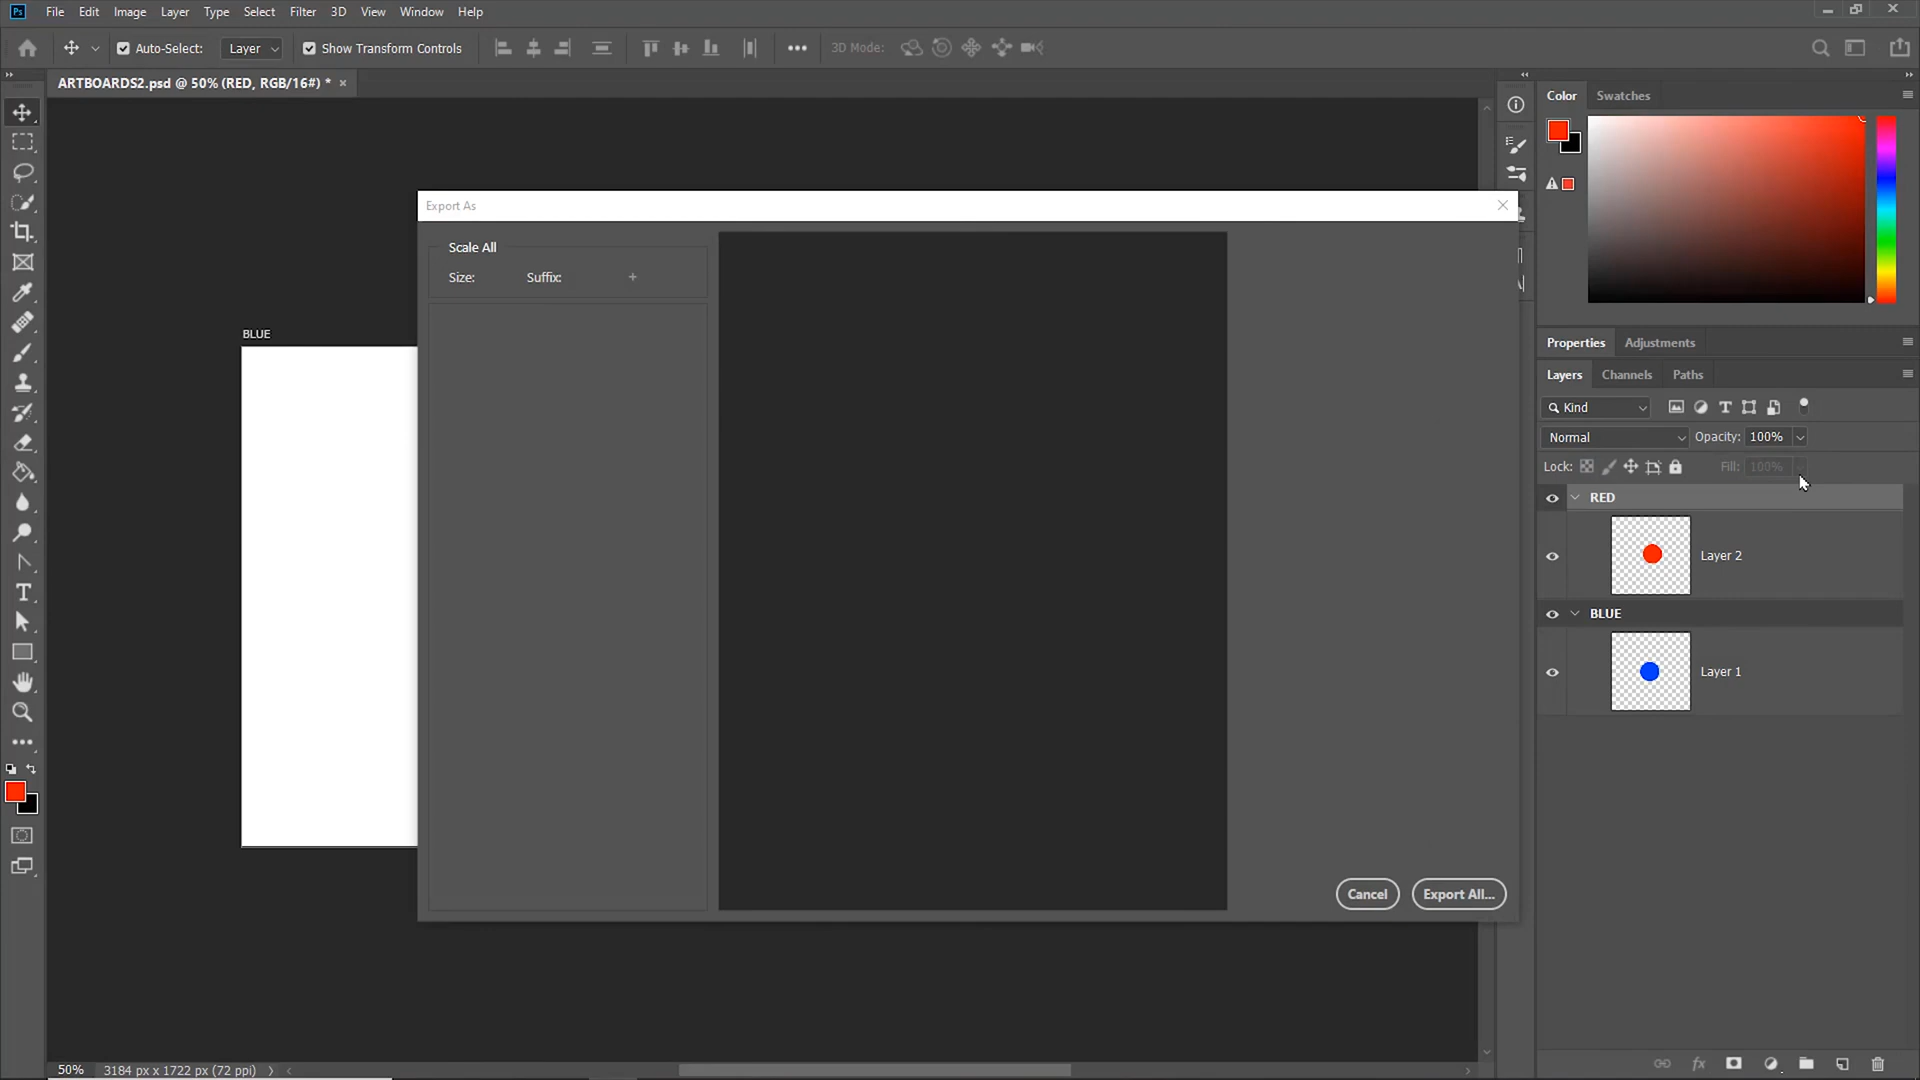 Ps File Edit Image Layer Type Select Filter 3D View Window Help
Auto-Select: Layer Show Transform Controls 3D Mode:
ARTBOARDS2.psd @ 50% (RED, RGB/16#) * ×
Color Swatches
Export As
Scale All
Size: Suffix: +
BLUE
Properties Adjustments
Layers Channels Paths
Kind
Normal Opacity: 100%
Lock: Fill: 100%
RED
Layer 2
BLUE
Layer 1
Cancel Export All...
50% 3184 px x 1722 px (72 ppi)